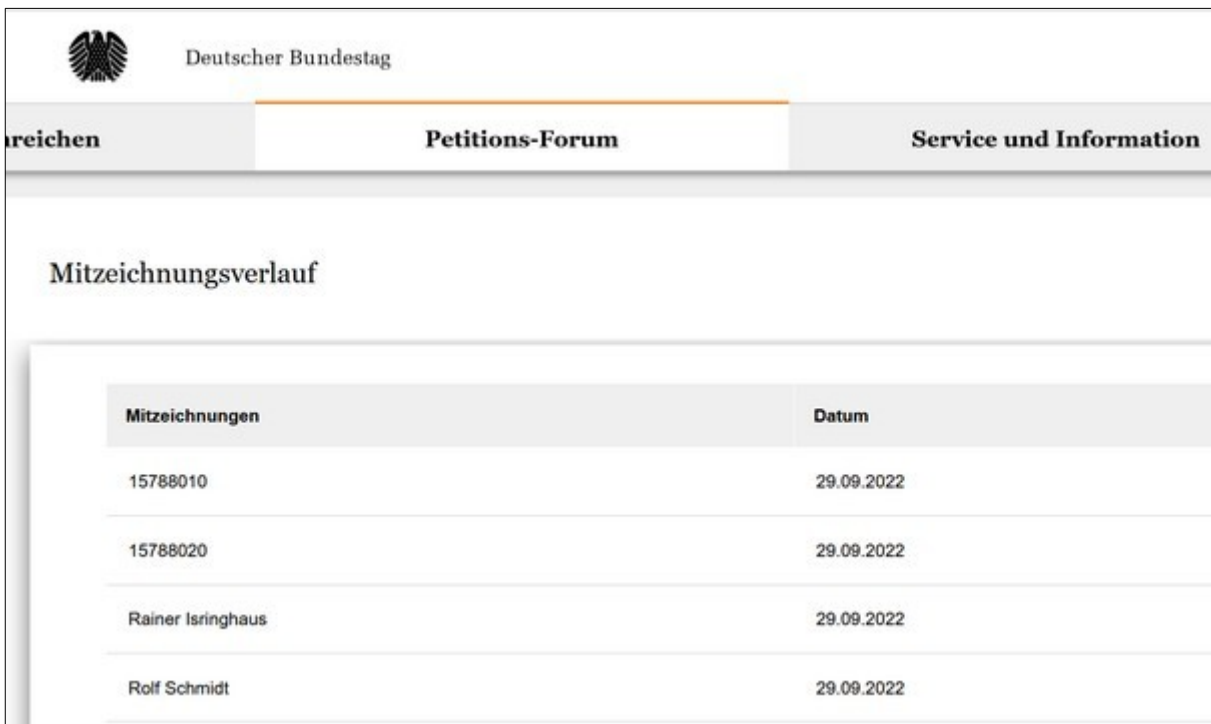 Deutscher Bundestag
reichen Petitions-Forum Service und Information
Mitzeichnungsverlauf
Mitzeichnungen Datum
15788010 29.09.2022
15788020 29.09.2022
Rainer Isringhaus 29.09.2022
Rolf Schmidt 29.09.2022